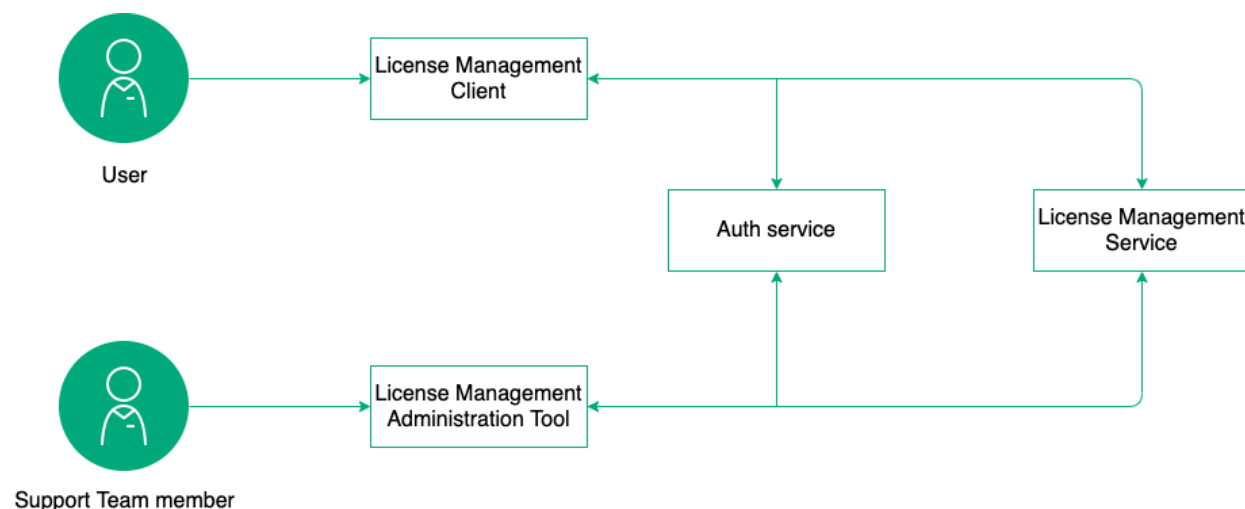 License Management
Client
User
Auth service
License Management
Service
License Management
Administration Tool
Support Team member